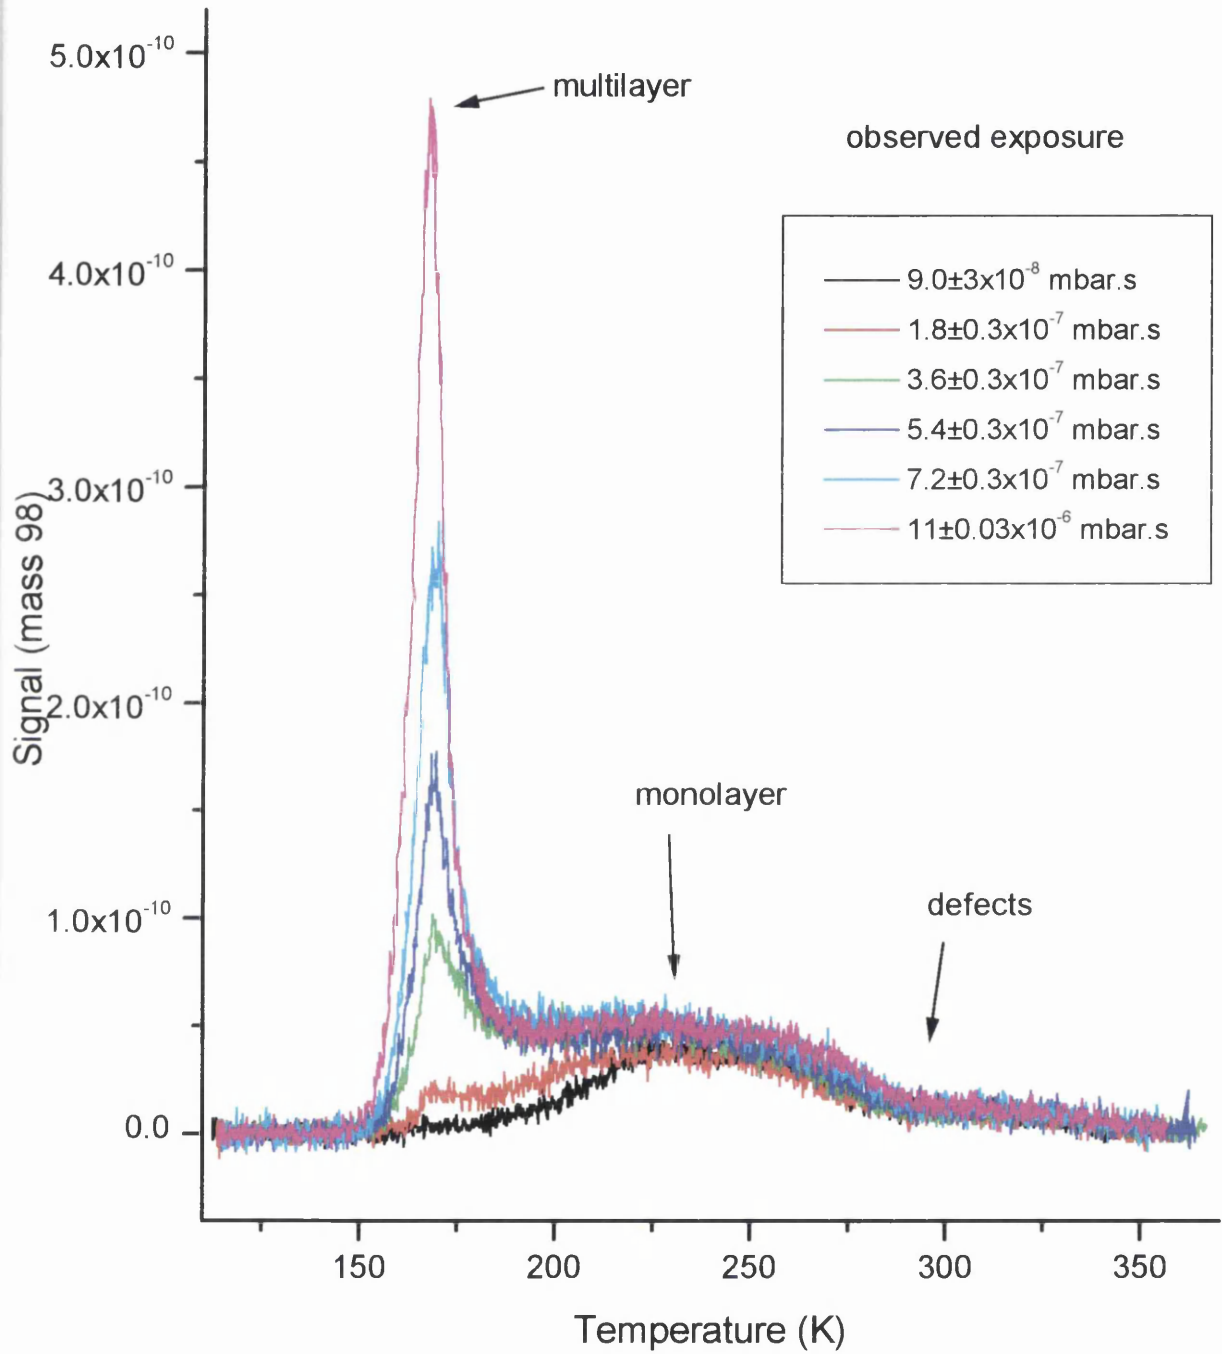 5.0x10^-10
multilayer
observed exposure
4.0x10^-10
9.0±3x10^-8 mbar.s
1.8±0.3x10^-7 mbar.s
3.6±0.3x10^-7 mbar.s
5.4±0.3x10^-7 mbar.s
7.2±0.3x10^-7 mbar.s
11±0.03x10^-6 mbar.s
3.0x10^-10
Signal (mass 98)
2.0x10^-10
monolayer
1.0x10^-10
defects
0.0
150 200 250 300 350
Temperature (K)